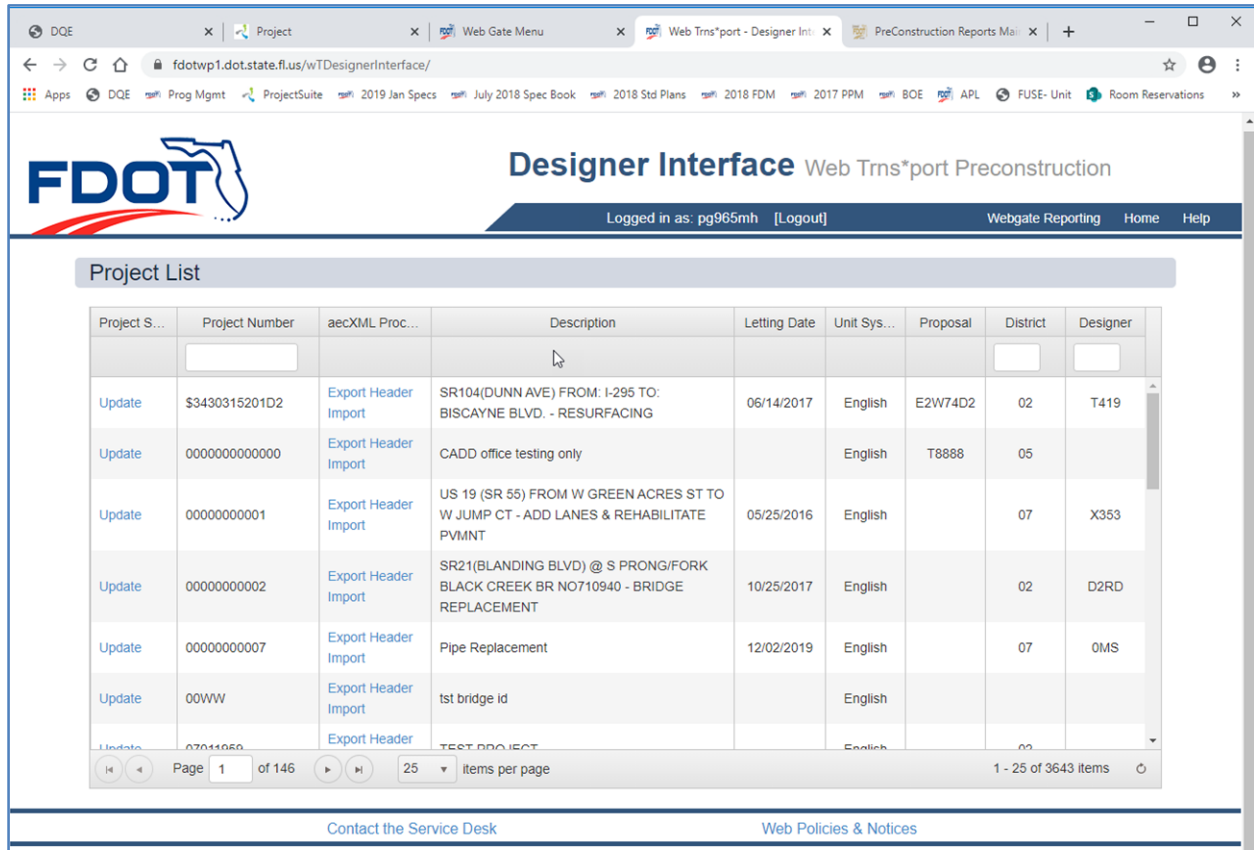 DQE
Project
Web Gate Menu
Web Trns*port - Designer Int
PreConstruction Reports Mai
fdotwp1.dot.state.fl.us/wTDesignerInterface/
Apps DQE Prog Mgmt ProjectSuite 2019 Jan Specs July 2018 Spec Book 2018 Std Plans 2018 FDM 2017 PPM BOE APL FUSE- Unit Room Reservations »
FDOT
Designer Interface Web Trns*port Preconstruction
Logged in as: pg965mh [Logout] Webgate Reporting Home Help
Project List
Project S... Project Number aecXML Proc... Description Letting Date Unit Sys... Proposal District Designer
Update $3430315201D2 Export Header Import SR104(DUNN AVE) FROM: I-295 TO:
BISCAYNE BLVD. - RESURFACING 06/14/2017 English E2W74D2 02 T419
Update 0000000000000 Export Header Import CADD office testing only English T8888 05
Update 00000000001 Export Header Import US 19 (SR 55) FROM W GREEN ACRES ST TO
W JUMP CT - ADD LANES & REHABILITATE
PVMNT 05/25/2016 English 07 X353
Update 00000000002 Export Header Import SR21(BLANDING BLVD) @ S PRONG/FORK
BLACK CREEK BR NO710940 - BRIDGE
REPLACEMENT 10/25/2017 English 02 D2RD
Update 00000000007 Export Header Import Pipe Replacement 12/02/2019 English 07 0MS
Update 00WW Export Header Import tst bridge id English
Update 07011959 Export Header TEST PROJECT English 02
Page 1 of 146 25 items per page 1 - 25 of 3643 items
Contact the Service Desk Web Policies & Notices